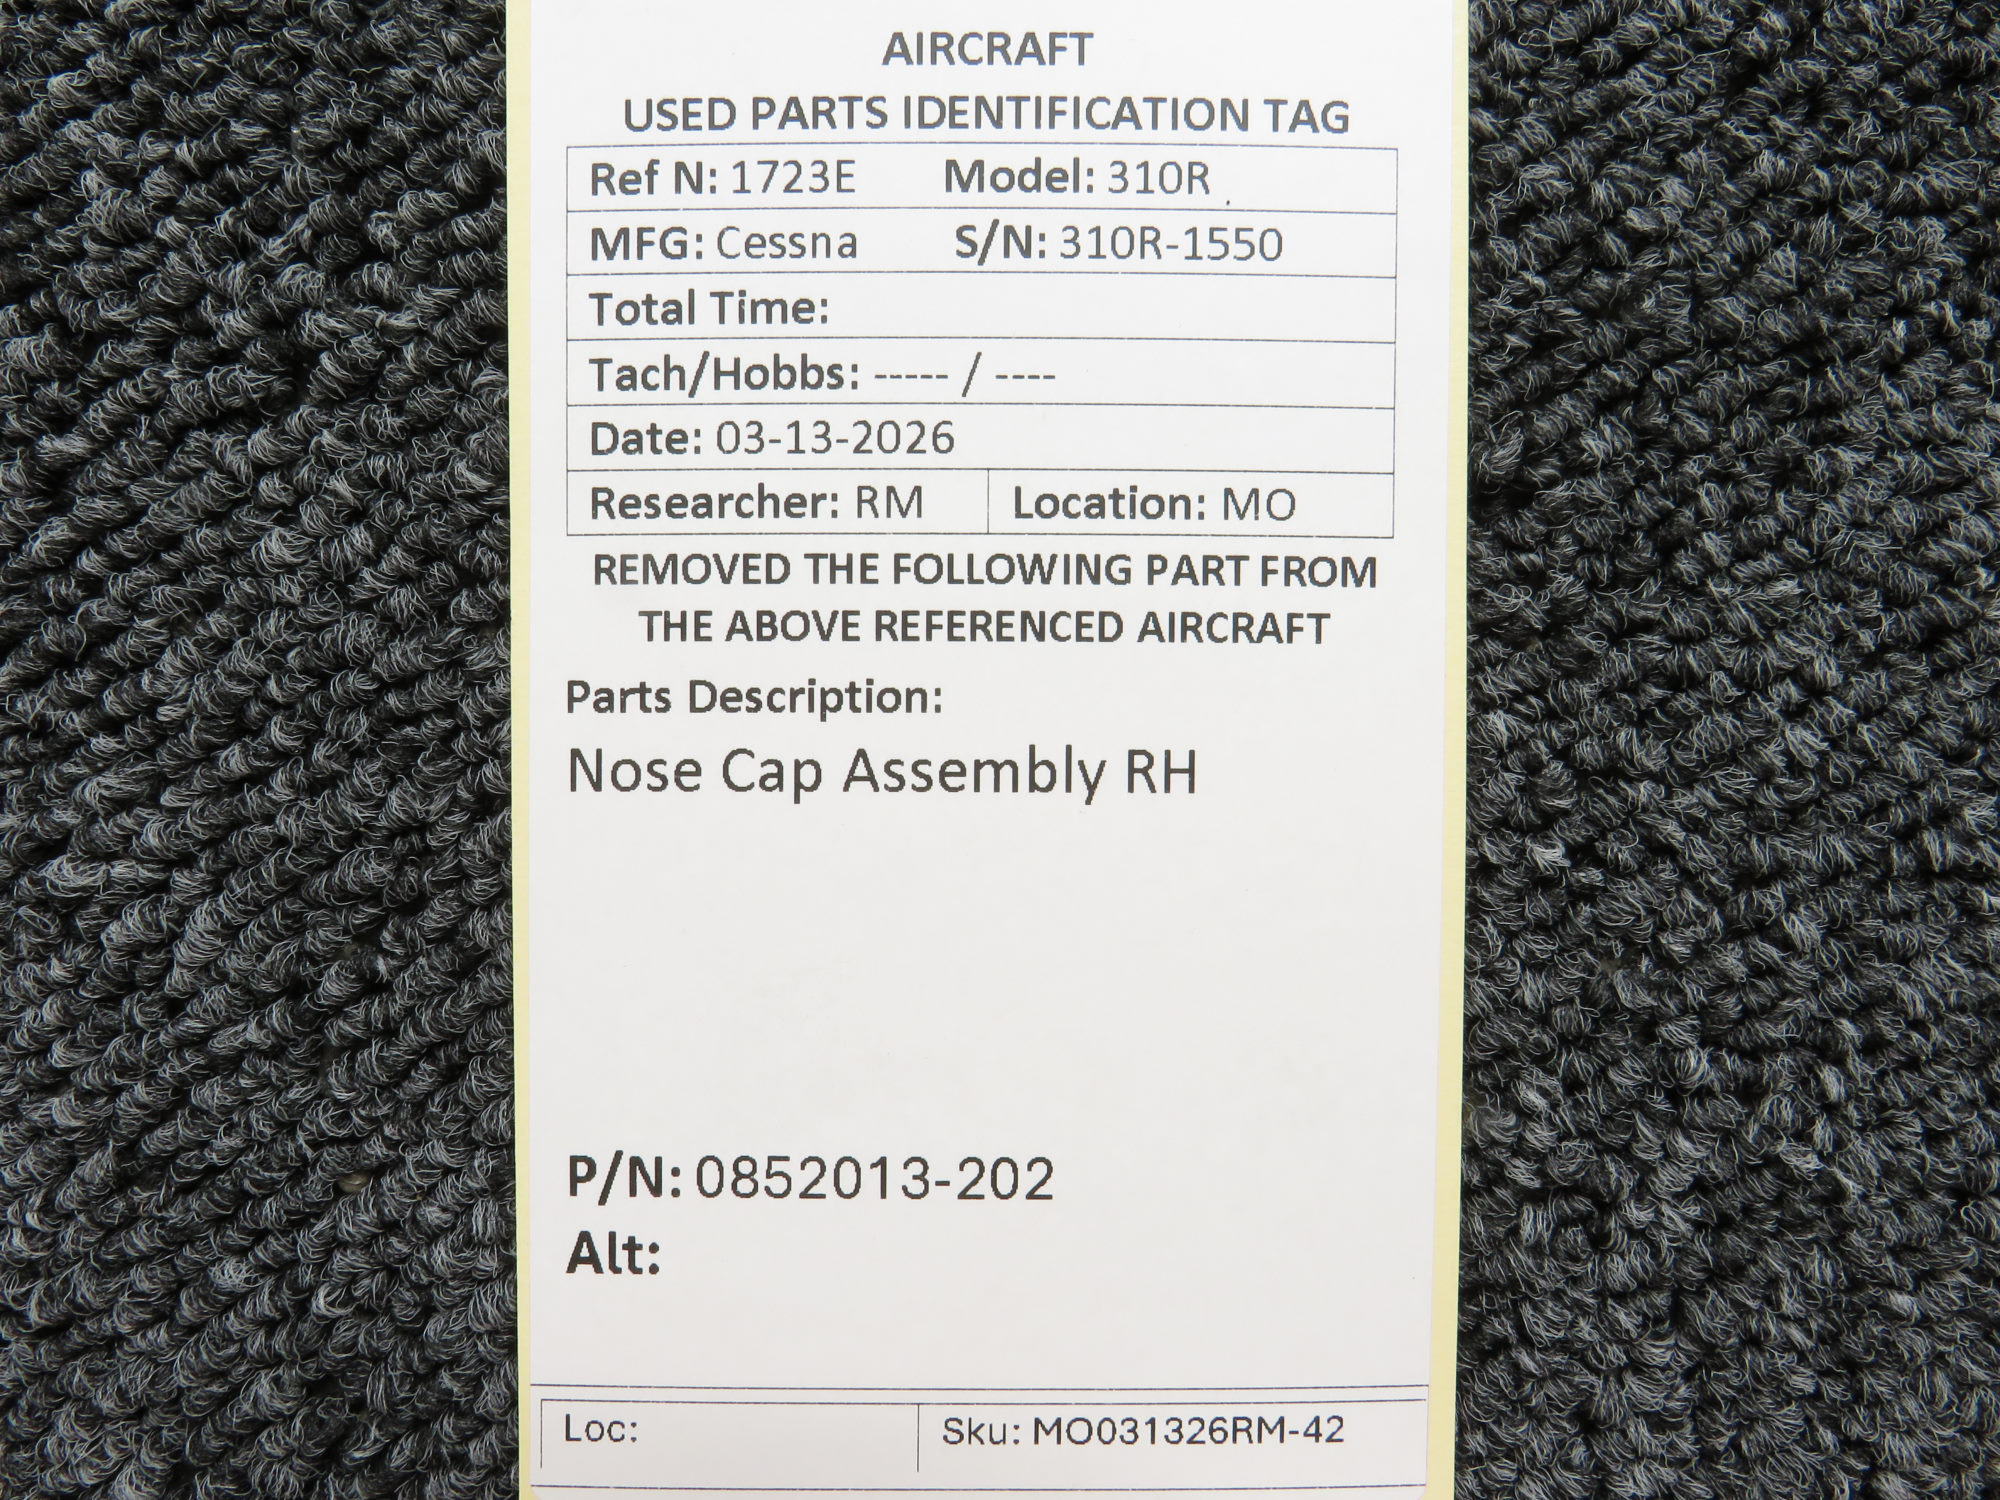 AIRCRAFT
USED PARTS IDENTIFICATION TAG
Ref N: 1723E Model: 310R
MFG: Cessna S/N: 310R-1550
Total Time:
Tach/Hobbs: ----- / ----
Date: 03-13-2026
Researcher: RM Location: MO
REMOVED THE FOLLOWING PART FROM
THE ABOVE REFERENCED AIRCRAFT
Parts Description:
Nose Cap Assembly RH
P/N: 0852013-202
Alt:
Loc: Sku: MO031326RM-42